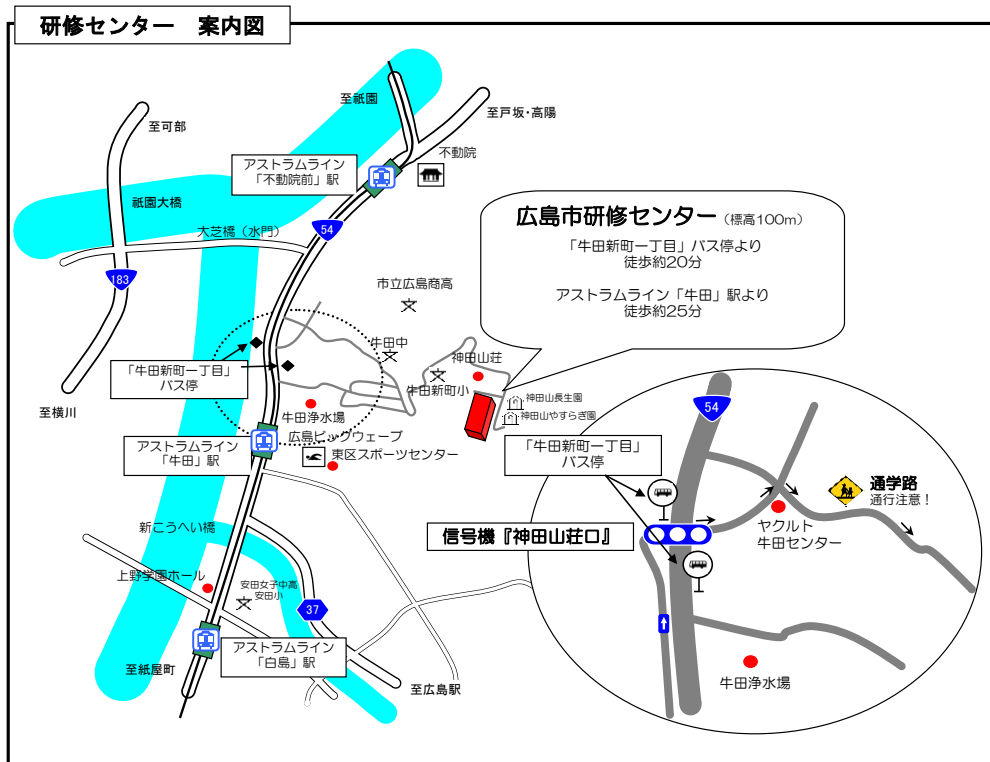 研修センター　案内図
至祇園
至戸坂・高陽
至可部
不動院
アストラムライン
「不動院前」駅
祇園大橋
54
大芝橋（水門）
183
広島市研修センター（標高100m）
「牛田新町一丁目」バス停より
徒歩約20分
アストラムライン「牛田」駅より
徒歩約25分
市立広島商高
牛田中
神田山荘
牛田新町小
神田山長生園
神田山やすらぎ園
「牛田新町一丁目」
バス停
至横川
牛田浄水場
広島ビッグウェーブ
東区スポーツセンター
アストラムライン
「牛田」駅
新こうへい橋
上野学園ホール
安田女子中高
安田小
37
アストラムライン
「白島」駅
至紙屋町
至広島駅
54
「牛田新町一丁目」
バス停
通学路
通行注意！
信号機『神田山荘口』
ヤクルト
牛田センター
牛田浄水場